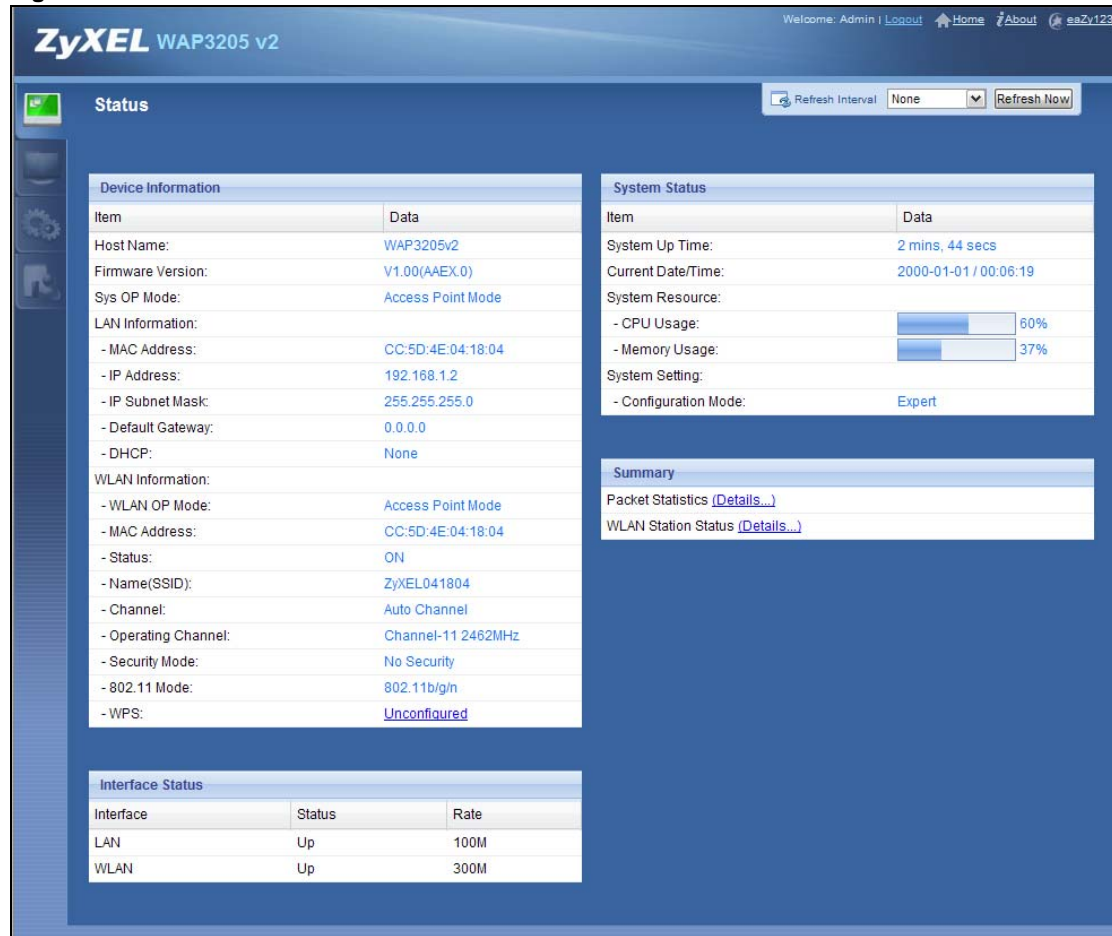 Welcome: Admin | Logout Home About eaZy123
ZyXEL WAP3205 v2
Status
Refresh Interval None Refresh Now
Device Information
Item Data
Host Name: WAP3205v2
Firmware Version: V1.00(AAEX.0)
Sys OP Mode: Access Point Mode
LAN Information:
- MAC Address: CC:5D:4E:04:18:04
- IP Address: 192.168.1.2
- IP Subnet Mask: 255.255.255.0
- Default Gateway: 0.0.0.0
- DHCP: None
WLAN Information:
- WLAN OP Mode: Access Point Mode
- MAC Address: CC:5D:4E:04:18:04
- Status: ON
- Name(SSID): ZyXEL041804
- Channel: Auto Channel
- Operating Channel: Channel-11 2462MHz
- Security Mode: No Security
- 802.11 Mode: 802.11b/g/n
- WPS: Unconfigured
Interface Status
Interface Status Rate
LAN Up 100M
WLAN Up 300M
System Status
Item Data
System Up Time: 2 mins, 44 secs
Current Date/Time: 2000-01-01 / 00:06:19
System Resource:
- CPU Usage: 60%
- Memory Usage: 37%
System Setting:
- Configuration Mode: Expert
Summary
Packet Statistics (Details...)
WLAN Station Status (Details...)